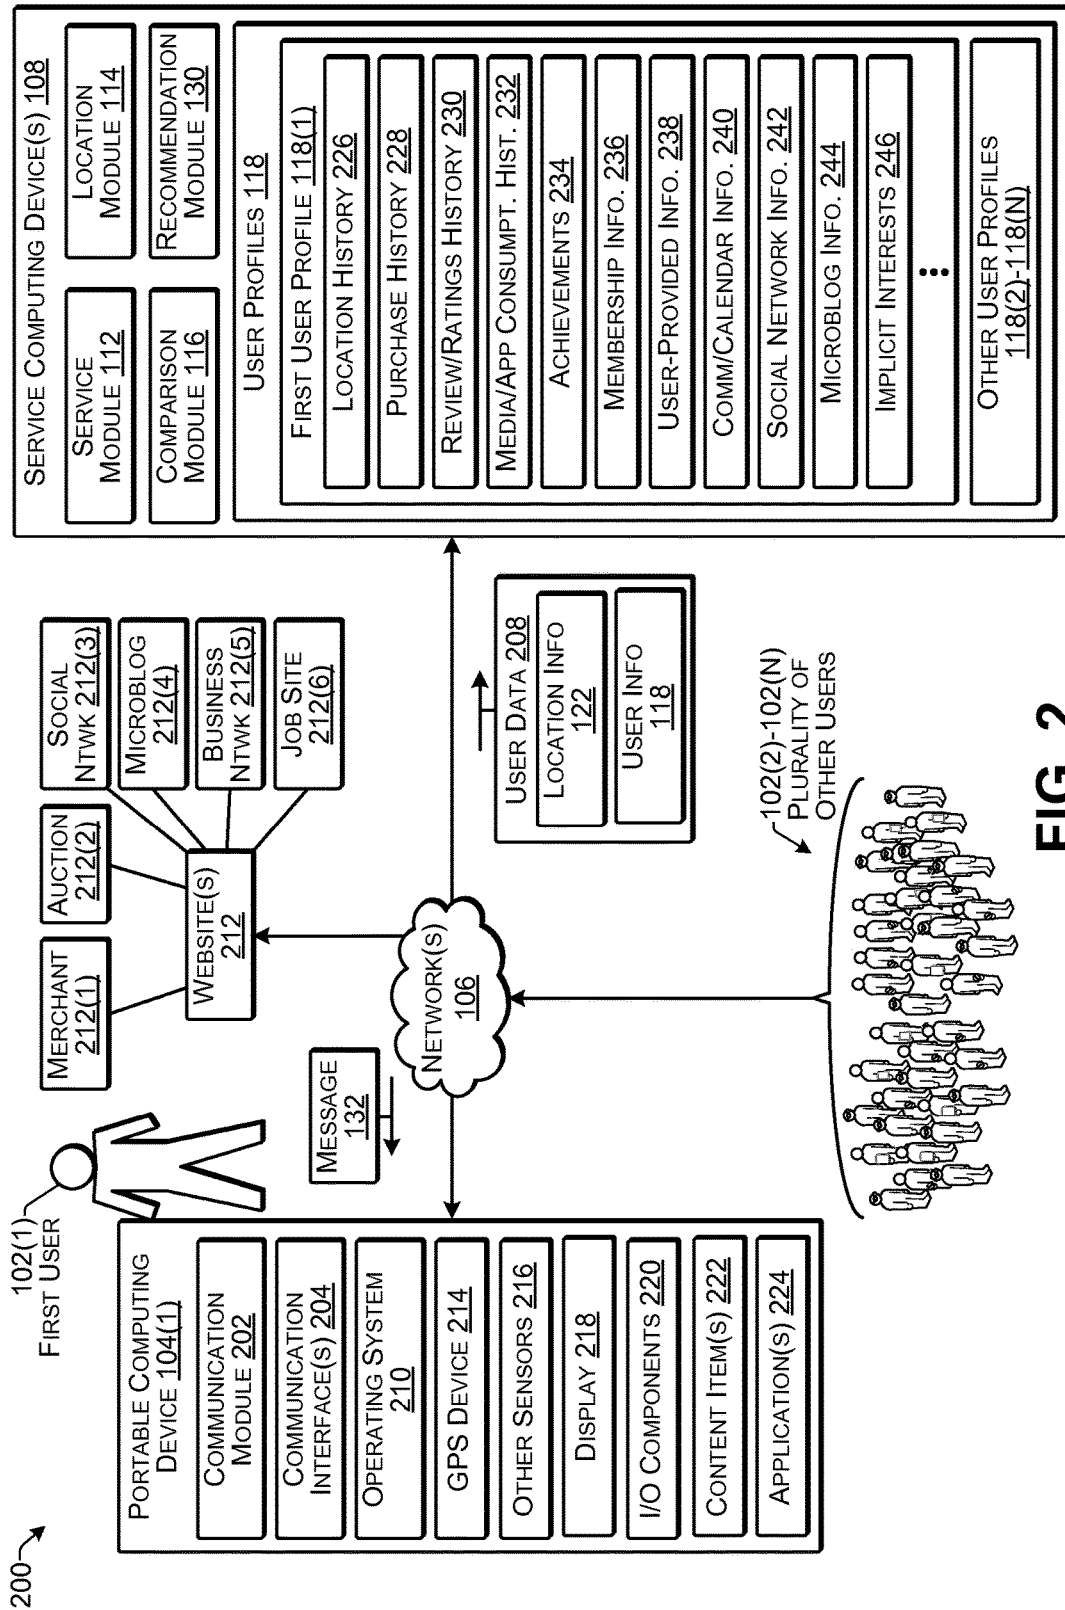 200
102(1)
FIRST USER
PORTABLE COMPUTING
DEVICE 104(1)
COMMUNICATION
MODULE 202
COMMUNICATION
INTERFACE(S) 204
OPERATING SYSTEM
210
GPS DEVICE 214
OTHER SENSORS 216
DISPLAY 218
I/O COMPONENTS 220
CONTENT ITEM(S) 222
APPLICATION(S) 224
MESSAGE
132
NETWORK(S)
106
MERCHANT
212(1)
AUCTION
212(2)
SOCIAL
NTWK 212(3)
MICROBLOG
212(4)
BUSINESS
NTWK 212(5)
JOB SITE
212(6)
WEBSITE(S)
212
USER DATA 208
LOCATION INFO
122
USER INFO
118
102(2)-102(N)
PLURALITY OF
OTHER USERS
SERVICE COMPUTING DEVICE(S) 108
SERVICE
MODULE 112
LOCATION
MODULE 114
COMPARISON
MODULE 116
RECOMMENDATION
MODULE 130
USER PROFILES 118
FIRST USER PROFILE 118(1)
LOCATION HISTORY 226
PURCHASE HISTORY 228
REVIEW/RATINGS HISTORY 230
MEDIA/APP CONSUMPT. HIST. 232
ACHIEVEMENTS 234
MEMBERSHIP INFO. 236
USER-PROVIDED INFO. 238
COMM/CALENDAR INFO. 240
SOCIAL NETWORK INFO. 242
MICROBLOG INFO. 244
IMPLICIT INTERESTS 246
OTHER USER PROFILES
118(2)-118(N)
FIG. 2